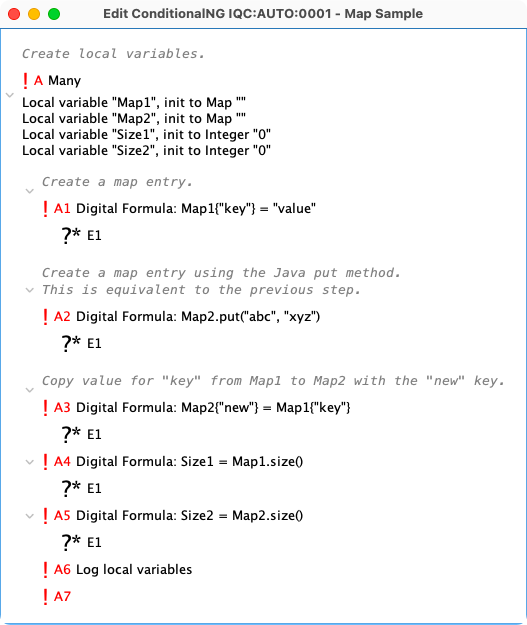 Edit ConditionalNG IQC:AUTO:0001 - Map Sample
Create local variables.
! A Many
Local variable "Map1", init to Map ""
Local variable "Map2", init to Map ""
Local variable "Size1", init to Integer "0"
Local variable "Size2", init to Integer "0"
Create a map entry.
! A1 Digital Formula: Map1{"key"} = "value"
?* E1
Create a map entry using the Java put method.
This is equivalent to the previous step.
! A2 Digital Formula: Map2.put("abc", "xyz")
?* E1
Copy value for "key" from Map1 to Map2 with the "new" key.
! A3 Digital Formula: Map2{"new"} = Map1{"key"}
?* E1
! A4 Digital Formula: Size1 = Map1.size()
?* E1
! A5 Digital Formula: Size2 = Map2.size()
?* E1
! A6 Log local variables
! A7